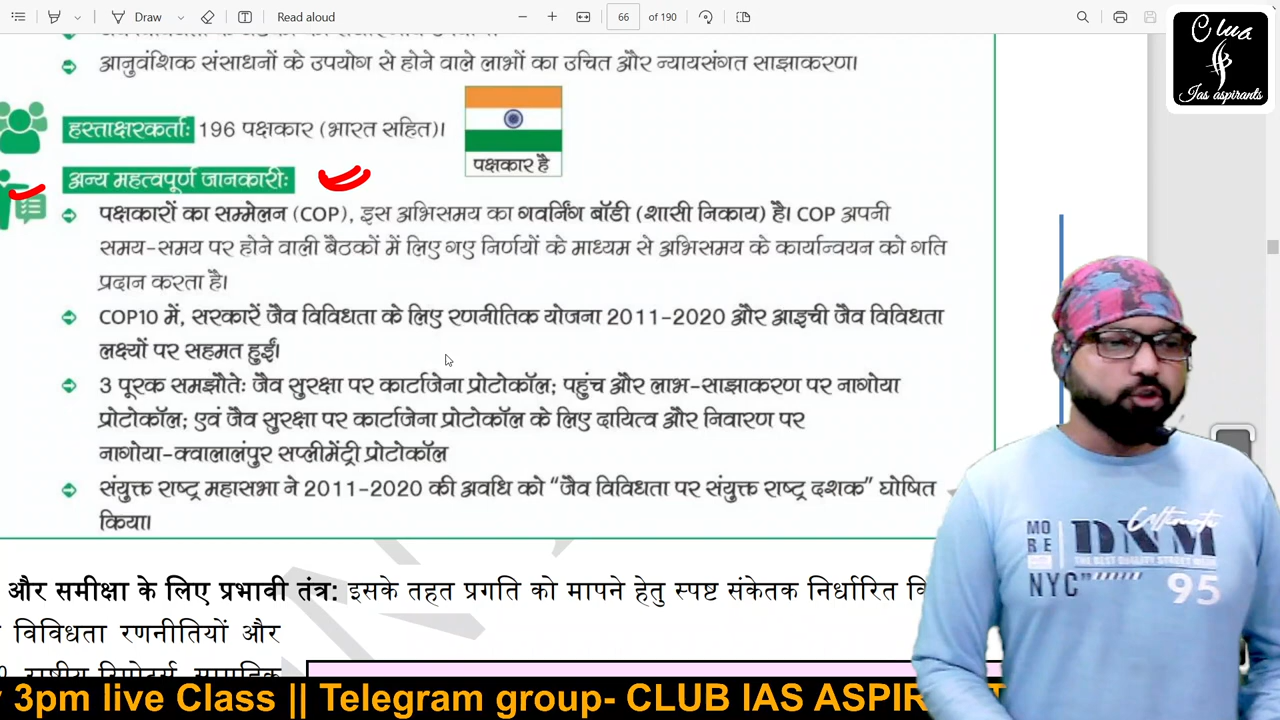 Draw
Read aloud
66
of 190
Club
Ias aspirants
आनुवंशिक संसाधनों के उपयोग से होने वाले लाभों का उचित और न्यायसंगत साझाकरण।
हस्ताक्षरकर्ताः 196 पक्षकार (भारत सहित)।
पक्षकार है
अन्य महत्वपूर्ण जानकारीः
पक्षकारों का सम्मेलन (COP), इस अभिसमय का गवर्निंग बॉडी (शासी निकाय) है। COP अपनी
समय-समय पर होने वाली बैठकों में लिए गए निर्णयों के माध्यम से अभिसमय के कार्यान्वयन को गति
प्रदान करता है।
COP10 में, सरकारें जैव विविधता के लिए रणनीतिक योजना 2011-2020 और आइची जैव विविधता
लक्ष्यों पर सहमत हुईं।
3 पूरक समझौतेः जैव सुरक्षा पर कार्टाजेना प्रोटोकॉल; पहुंच और लाभ-साझाकरण पर नागोया
प्रोटोकॉल; एवं जैव सुरक्षा पर कार्टाजेना प्रोटोकॉल के लिए दायित्व और निवारण पर
नागोया-क्वालालंपुर सप्लीमेंट्री प्रोटोकॉल
संयुक्त राष्ट्र महासभा ने 2011-2020 की अवधि को “जैव विविधता पर संयुक्त राष्ट्र दशक” घोषित
किया।
और समीक्षा के लिए प्रभावी तंत्र: इसके तहत प्रगति को मापने हेतु स्पष्ट संकेतक निर्धारित
विविधता रणनीतियों और
MO
RE
DNM
Ultimate
NYC
95
3pm live Class || Telegram group- CLUB IAS